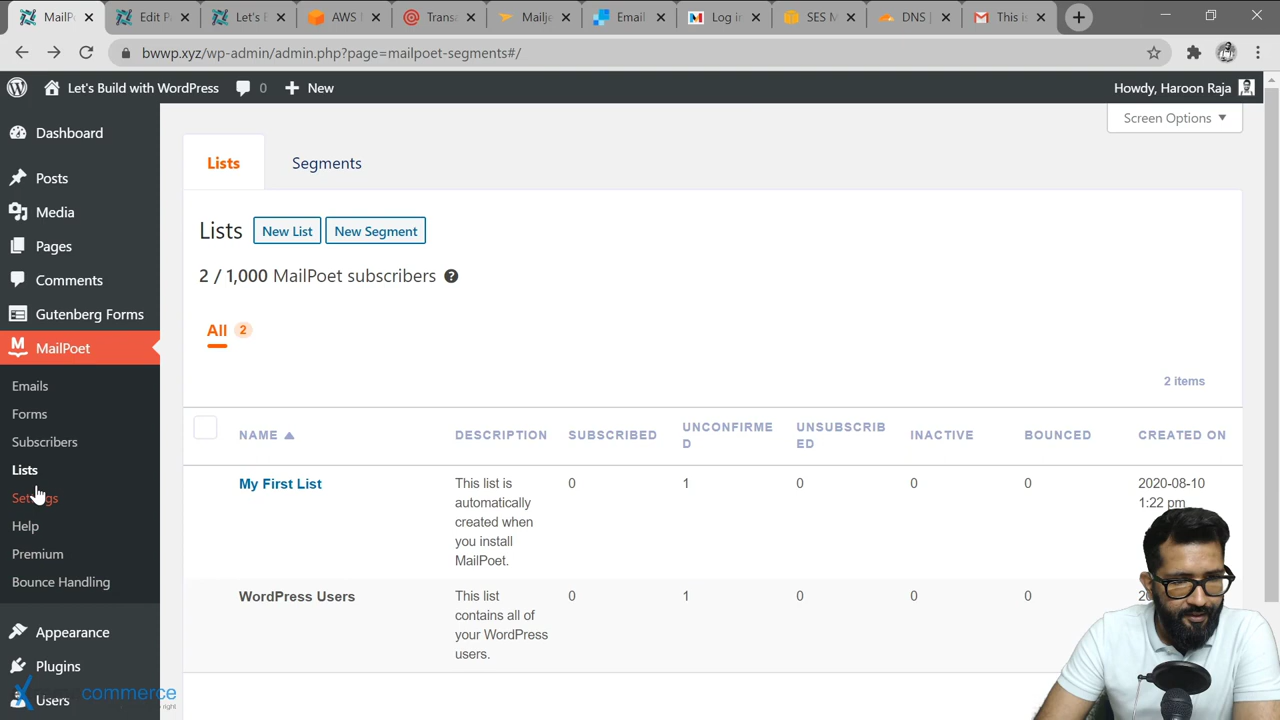 MailPo
Edit P
Let's E
AWS
Trans
Mailje
Email
Log in
SES M
DNS |
This is
bwwp.xyz/wp-admin/admin.php?page=mailpoet-segments#/
Let's Build with WordPress
0
New
Howdy, Haroon Raja
Screen Options ▼
Dashboard
Posts
Media
Pages
Comments
Gutenberg Forms
MailPoet
Emails
Forms
Subscribers
Lists
Settings
Help
Premium
Bounce Handling
Appearance
Plugins
Users
Lists
Segments
Lists
New List
New Segment
2 / 1,000 MailPoet subscribers ?
All 2
2 items
NAME ▲
DESCRIPTION
SUBSCRIBED
UNCONFIRME
D
UNSUBSCRIB
ED
INACTIVE
BOUNCED
CREATED ON
My First List
This list is
automatically
created when
you install
MailPoet.
0
1
0
0
0
2020-08-10
1:22 pm
WordPress Users
This list
contains all of
your WordPress
users.
0
1
0
0
0
commerce